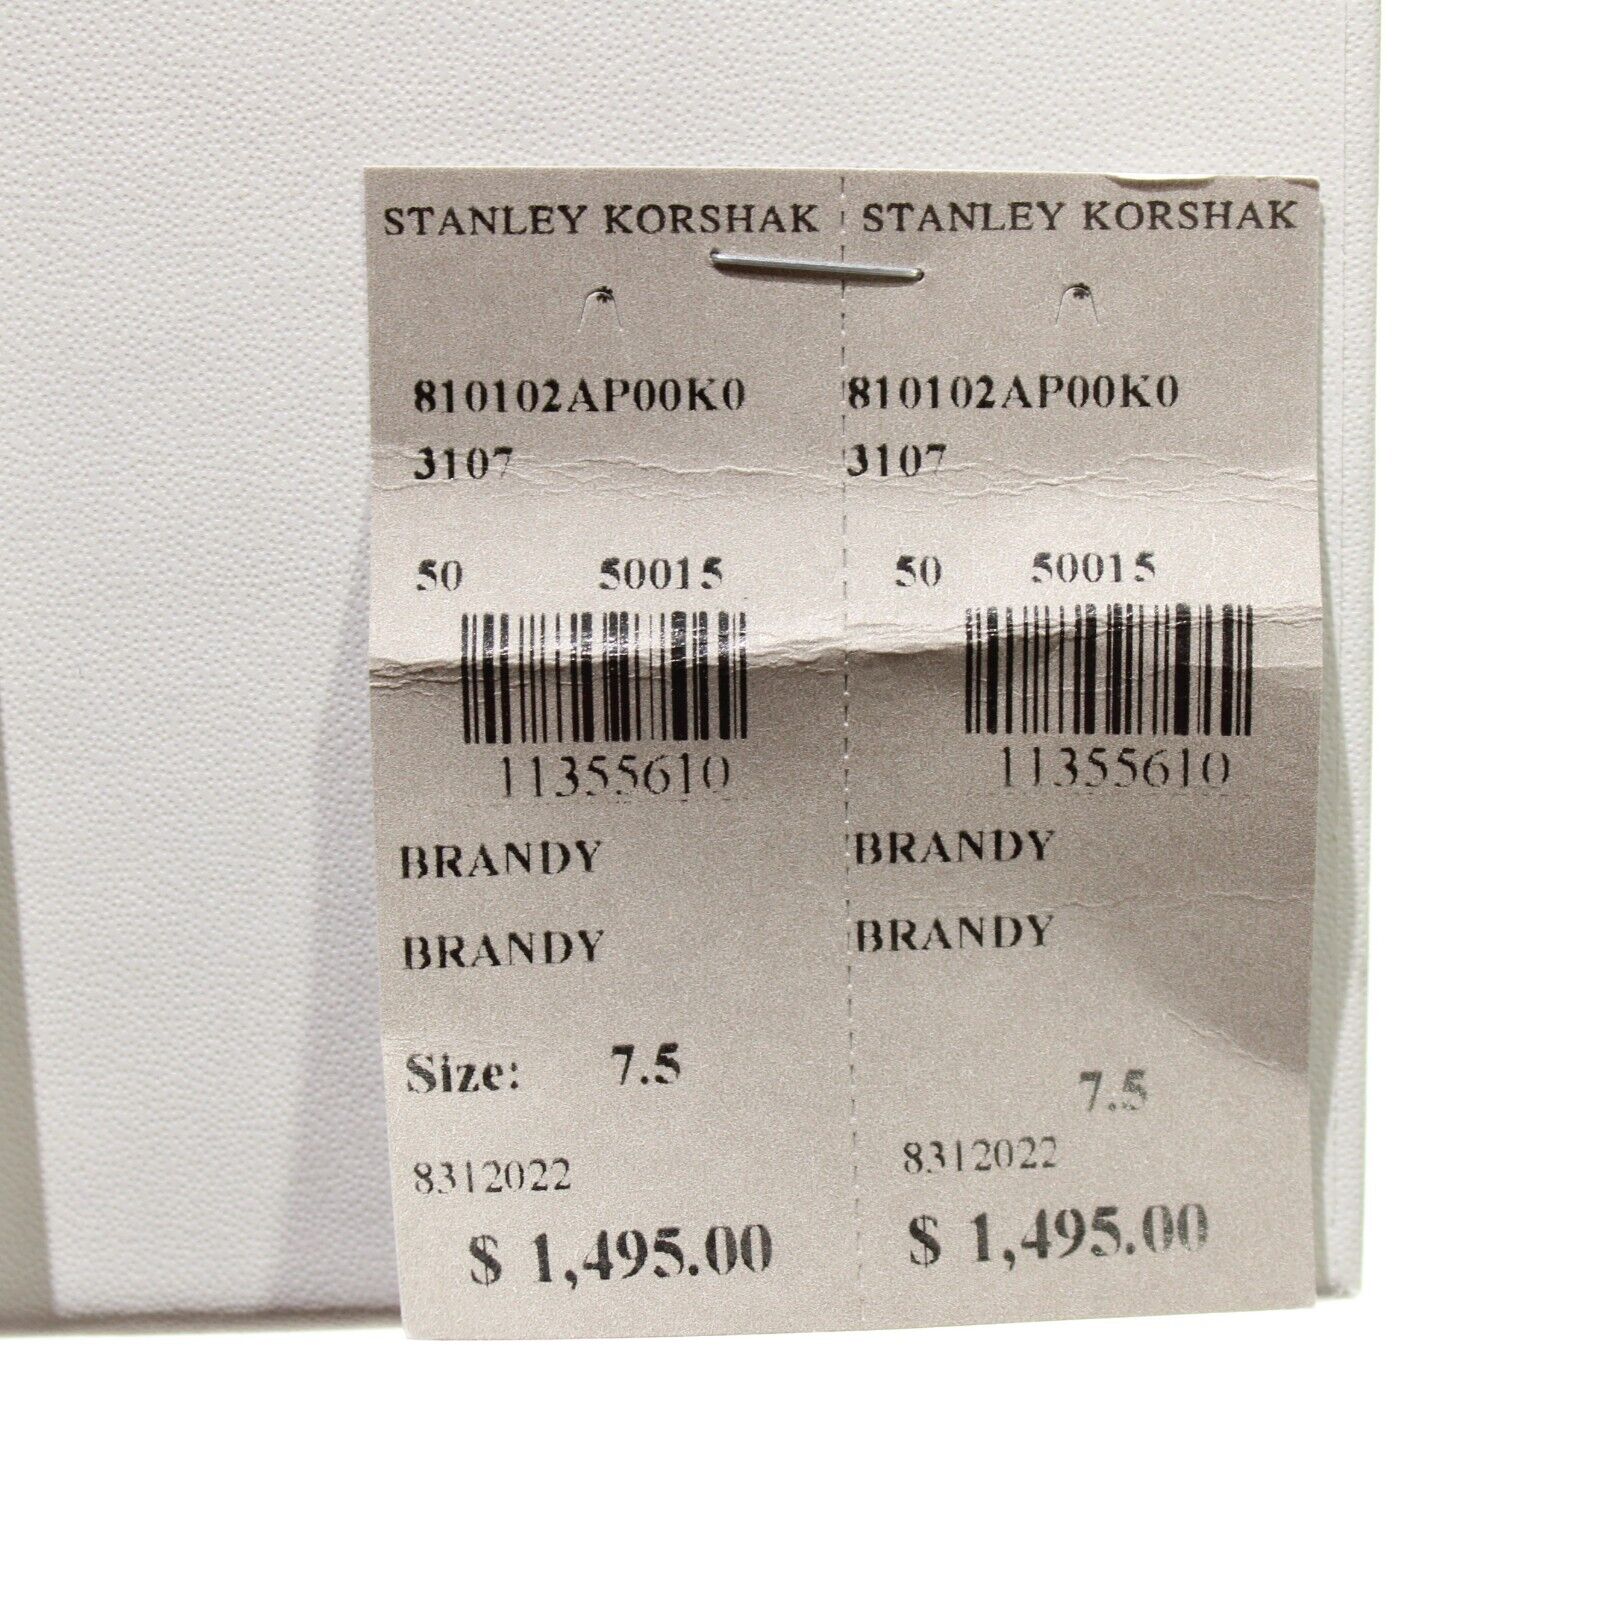 STANLEY KORSHAK
810102AP00K0
3107
50 50015
11355610
BRANDY
BRANDY
Size: 7.5
8312022
$ 1,495.00
STANLEY KORSHAK
810102AP00K0
3107
50 50015
11355610
BRANDY
BRANDY
7.5
8312022
$ 1,495.00